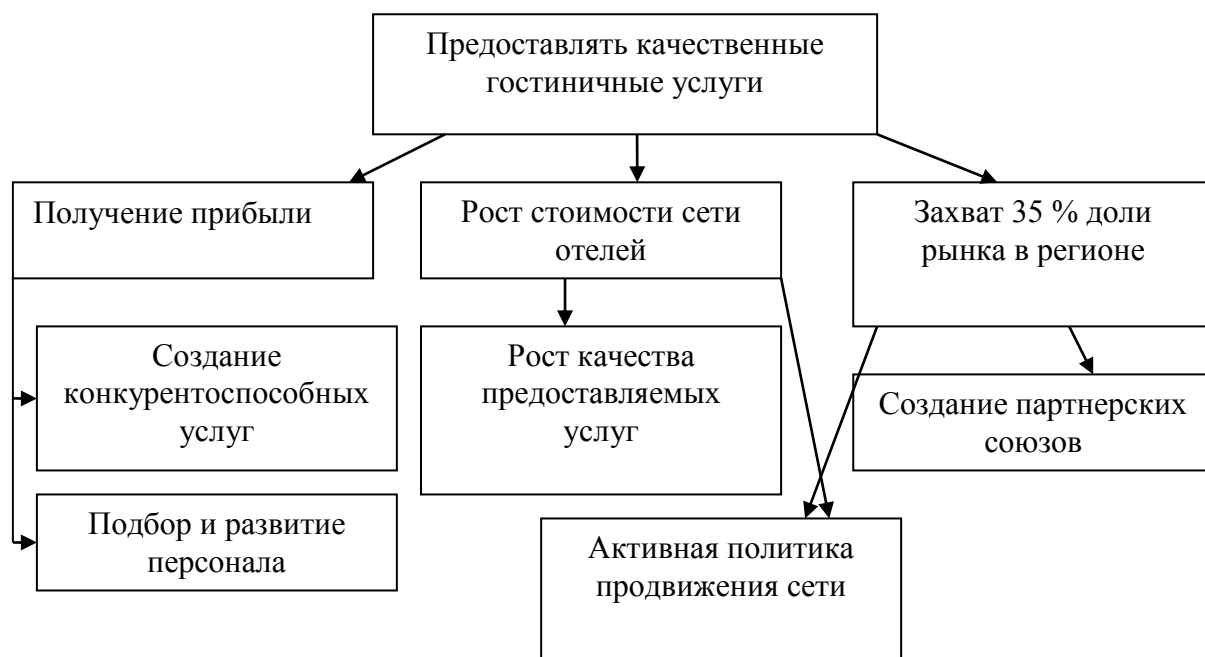 Предоставлять качественные
гостиничные услуги
Получение прибыли
Рост стоимости сети
отелей
Захват 35 % доли
рынка в регионе
Создание
конкурентоспособных
услуг
Рост качества
предоставляемых
услуг
Создание партнерских
союзов
Подбор и развитие
персонала
Активная политика
продвижения сети